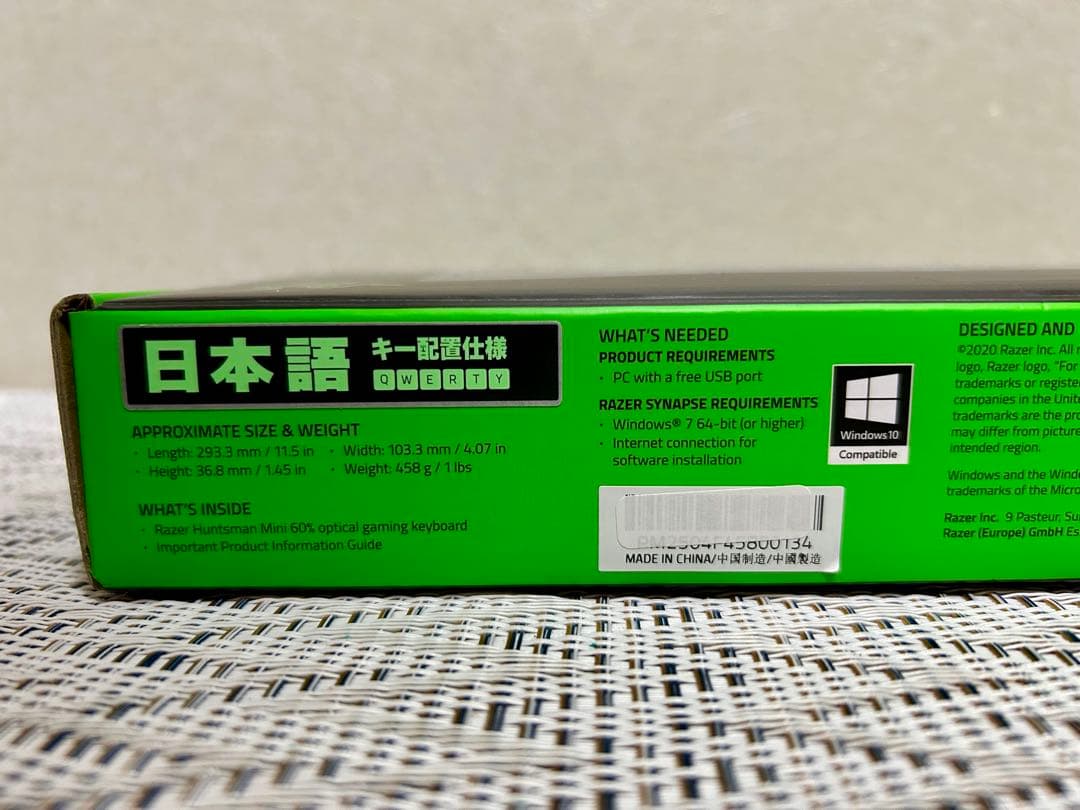 日本語 キー配置仕様
QWERTY
APPROXIMATE SIZE & WEIGHT
· Length: 293.3 mm / 11.5 in · Width: 103.3 mm / 4.07 in
· Height: 36.8 mm / 1.45 in · Weight: 458 g / 1 lbs
WHAT'S INSIDE
· Razer Huntsman Mini 60% optical gaming keyboard
· Important Product Information Guide
WHAT'S NEEDED
PRODUCT REQUIREMENTS
· PC with a free USB port
RAZER SYNAPSE REQUIREMENTS
· Windows® 7 64-bit (or higher)
· Internet connection for
software installation
Windows 10
Compatible
PM2504F45800134
MADE IN CHINA/中国制造/中國製造
DESIGNED AND
©2020 Razer Inc. All
logo, Razer logo, "For
trademarks or registe
companies in the Unit
trademarks are the pro
may differ from picture
intended region.
Windows and the Wind
trademarks of the Micro
Razer Inc. 9 Pasteur, Su
Razer (Europe) GmbH Es